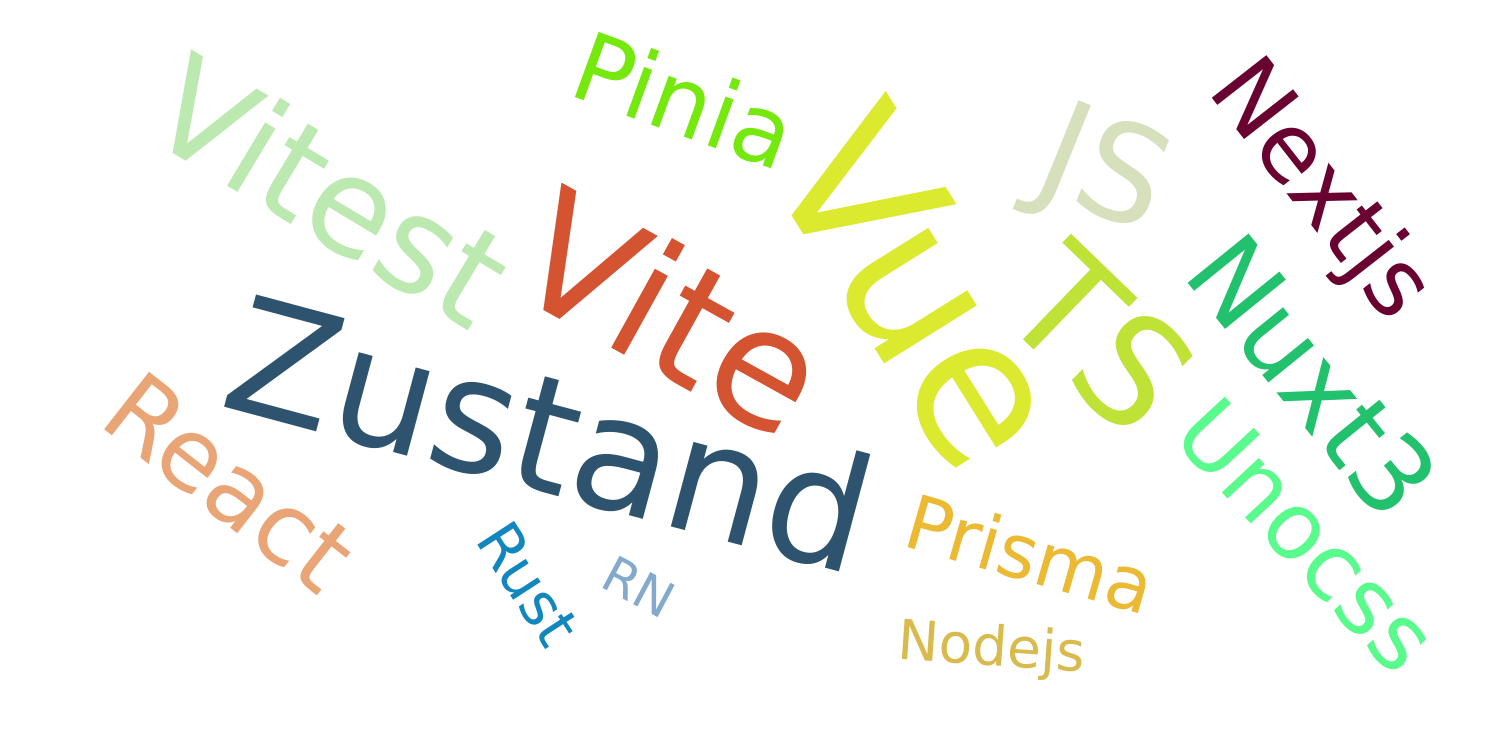 Pinia
Nextjs
Vitest
JS
Vue
Vite
TS
Nuxt3
Zustand
React
Unocss
Prisma
Rust
RN
Nodejs